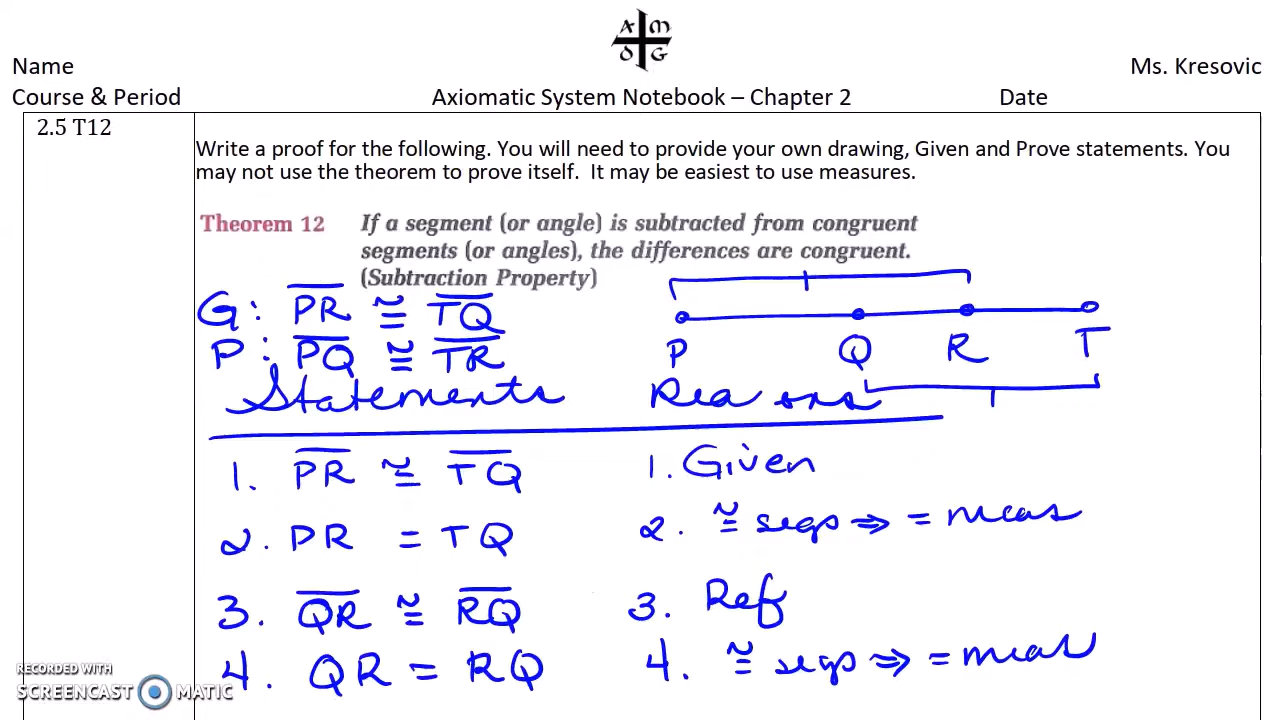 A M
D G
Name Ms. Kresovic
Course & Period Axiomatic System Notebook – Chapter 2 Date
2.5 T12
Write a proof for the following. You will need to provide your own drawing, Given and Prove statements. You
may not use the theorem to prove itself. It may be easiest to use measures.
Theorem 12 If a segment (or angle) is subtracted from congruent
segments (or angles), the differences are congruent.
(Subtraction Property)
G: PR ≅ TQ
P: PQ ≅ TR
P Q R T
Statements Reasons
1. PR ≅ TQ 1. Given
2. PR = TQ 2. ≅ segs ⇒ = meas
3. QR ≅ RQ 3. Ref
4. QR = RQ 4. ≅ segs ⇒ = meas
RECORDED WITH
SCREENCAST MATIC